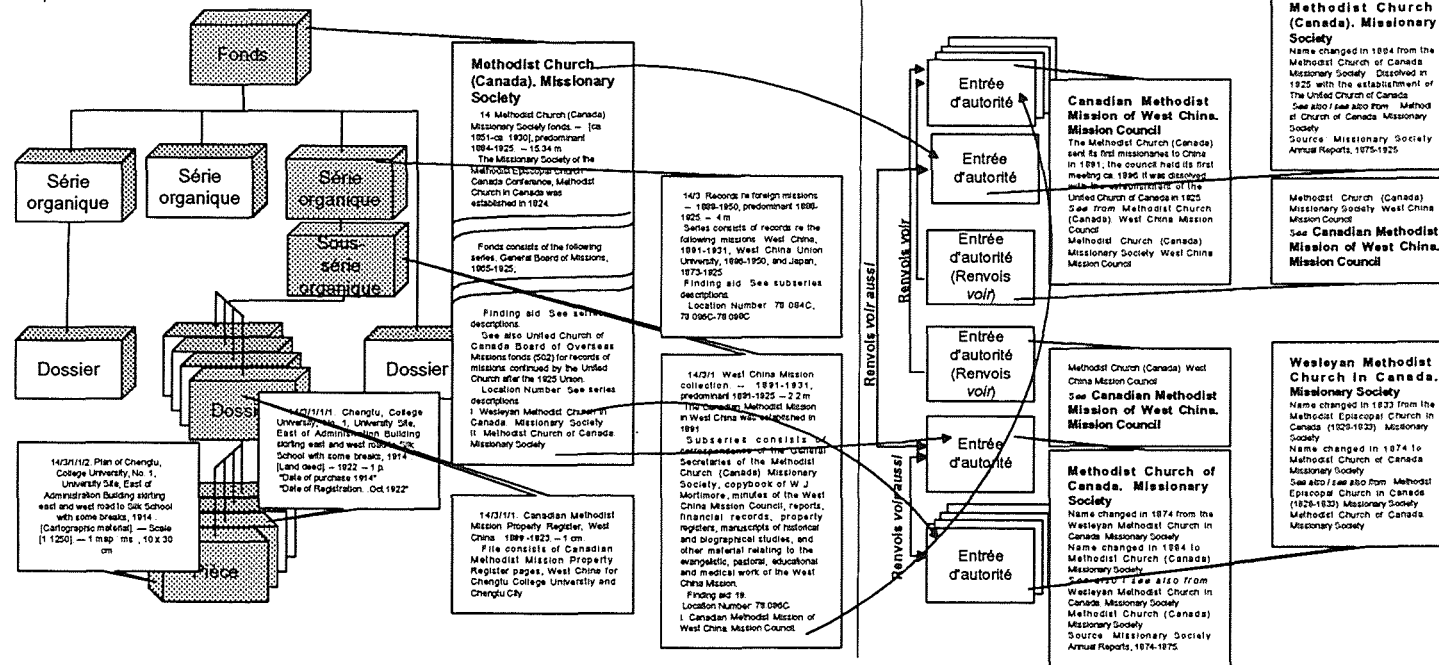 Fonds
Série
organique
Série
organique
Série
organique
Sous-
série
organique
Dossier
Dossier
Pièce
Methodist Church
(Canada). Missionary
Society
14 Methodist Church (Canada)
Missionary Society fonds. – [ca
1851-ca 1930], predominant
1884-1925. – 15.34 m
The Missionary Society of the
Methodist Episcopal Church
Canada Conference, Methodist
Church in Canada was
established in 1824
Fonds consists of the following
series, General Board of Missions,
1865-1925,
Finding aid See series
descriptions.
See also United Church of
Canada Board of Overseas
Missions fonds (502) for records of
missions continued by the United
Church after the 1925 Union.
Location Number See series
descriptions
I Wesleyan Methodist Church in
Canada. Missionary Society
II Methodist Church of Canada.
Missionary Society
14/3 Records re foreign missions
– 1888-1950, predominant 1888-
1925 – 4 m
Series consists of records re the
following missions West China,
1891-1931, West China Union
University, 1896-1950, and Japan,
1873-1925
Finding aid See subseries
descriptions.
Location Number 78 084C,
78 095C-78 098C
14/3/1 West China Mission
collection. – 1891-1931,
predominant 1891-1925 – 2 2 m
The Canadian Methodist Mission
in West China was established in
1891
Subseries consists of
correspondence of the General
Secretaries of the Methodist
Church (Canada) Missionary
Society, copybook of W J
Mortimore, minutes of the West
China Mission Council, reports,
financial records, property
registers, manuscripts of historical
and biographical studies, and
other material relating to the
evangelistic, pastoral, educational
and medical work of the West
China Mission.
Finding aid 19.
Location Number 78 096C
I. Canadian Methodist Mission of
West China Mission Council
14/3/1/1. Canadian Methodist
Mission Property Register, West
China 1899-1923. – 1 cm.
File consists of Canadian
Methodist Mission Property
Register pages, West China for
Chengtu College University and
Chengtu City
14/3/1/1/1. Chengtu, College
University, No. 1, University Site,
East of Administration Building
skirting east and west road to Silk
School with some breaks, 1914
[Land deed] – 1922 – 1 p.
"Date of purchase 1914"
"Date of Registration. Oct,1922"
14/3/1/1/2. Plan of Chengtu,
College University, No. 1,
University Site, East of
Administration Building skirting
east and west road to Silk School
with some breaks, 1914
[Cartographic material]. — Scale
[1 1250]. – 1 map ms , 10 x 30
cm
Entrée
d'autorité
Entrée
d'autorité
Entrée
d'autorité
(Renvois
voir)
Entrée
d'autorité
(Renvois
voir)
Entrée
d'autorité
Entrée
d'autorité
Renvois voir aussi
Renvois voir
Renvois voir aussi
Canadian Methodist
Mission of West China.
Mission Council
The Methodist Church (Canada)
sent its first missionaries to China
in 1891; the council held its first
meeting ca. 1896 It was dissolved
with the establishment of the
United Church of Canada in 1925
See from Methodist Church
(Canada) West China Mission
Council
Methodist Church (Canada)
Missionary Society West China
Mission Council
Methodist Church (Canada) West
China Mission Council
see Canadian Methodist
Mission of West China.
Mission Council
Methodist Church of
Canada. Missionary
Society
Name changed in 1874 from the
Wesleyan Methodist Church in
Canada Missionary Society
Name changed in 1884 to
Methodist Church (Canada)
Missionary Society
See also / see also from
Wesleyan Methodist Church in
Canada. Missionary Society
Methodist Church (Canada)
Missionary Society
Source Missionary Society
Annual Reports, 1874-1875.
Methodist Church
(Canada). Missionary
Society
Name changed in 1884 from the
Methodist Church of Canada
Missionary Society Dissolved in
1925 with the establishment of
The United Church of Canada
See also / see also from Method
st Church of Canada Missionary
Society
Source Missionary Society
Annual Reports, 1875-1925
Methodist Church (Canada)
Missionary Society West China
Mission Council
see Canadian Methodist
Mission of West China.
Mission Council
Wesleyan Methodist
Church in Canada.
Missionary Society
Name changed in 1833 from the
Methodist Episcopal Church in
Canada (1828-1833) Missionary
Society
Name changed in 1874 to
Methodist Church of Canada
Missionary Society
See also / see also from Methodist
Episcopal Church in Canada
(1828-1833) Missionary Society
Methodist Church of Canada.
Missionary Society